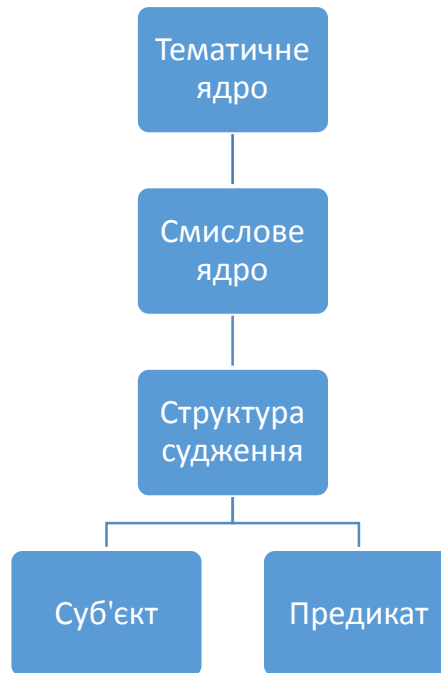 Тематичне
ядро
Смислове
ядро
Структура
судження
Суб'єкт
Предикат